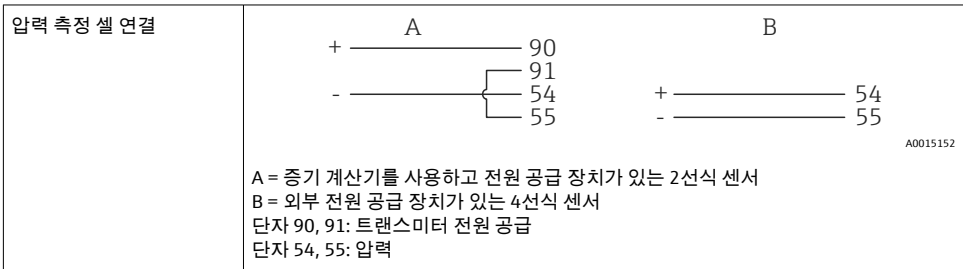 압력 측정 셀 연결
A B
+ 90
91
- 54 + 54
55 - 55
A0015152
A = 증기 계산기를 사용하고 전원 공급 장치가 있는 2선식 센서
B = 외부 전원 공급 장치가 있는 4선식 센서
단자 90, 91: 트랜스미터 전원 공급
단자 54, 55: 압력